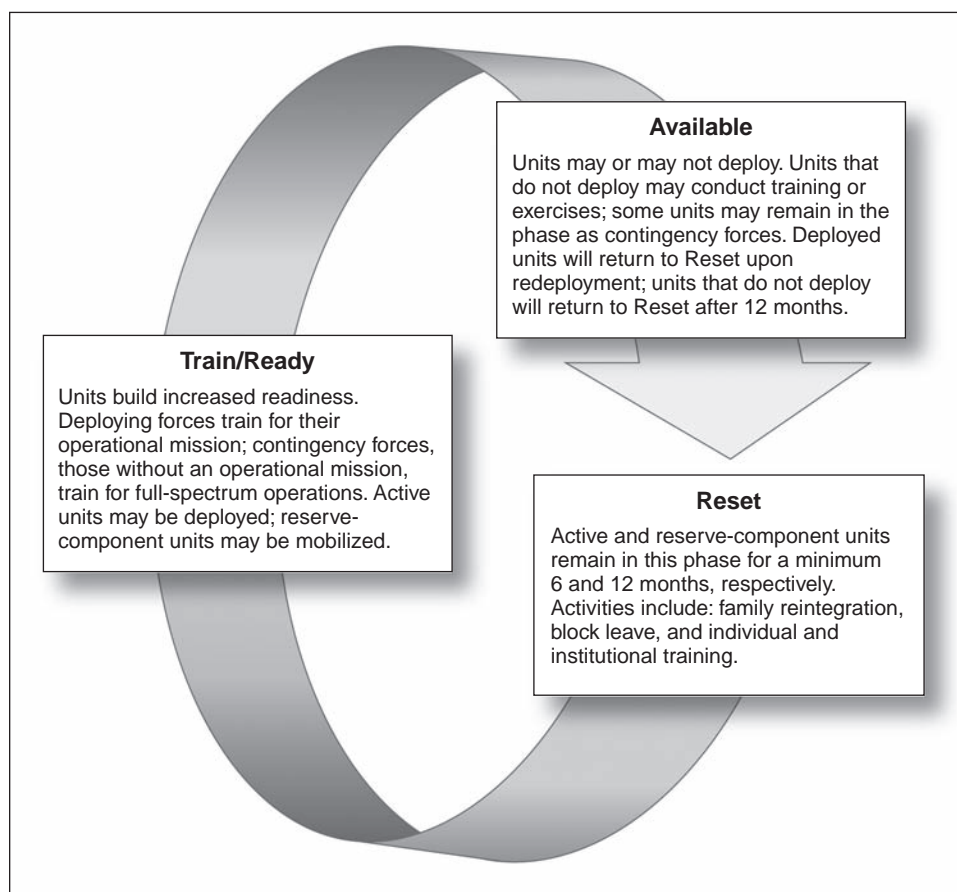 Available
Units may or may not deploy. Units that
do not deploy may conduct training or
exercises; some units may remain in the
phase as contingency forces. Deployed
units will return to Reset upon
redeployment; units that do not deploy
will return to Reset after 12 months.
Train/Ready
Units build increased readiness.
Deploying forces train for their
operational mission; contingency forces,
those without an operational mission,
train for full-spectrum operations. Active
units may be deployed; reserve-
component units may be mobilized.
Reset
Active and reserve-component units
remain in this phase for a minimum
6 and 12 months, respectively.
Activities include: family reintegration,
block leave, and individual and
institutional training.